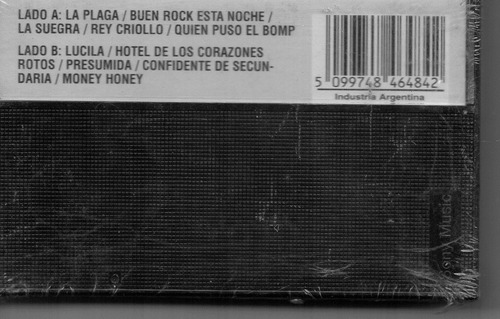 LADO A: LA PLAGA / BUEN ROCK ESTA NOCHE /
LA SUEGRA / REY CRIOLLO / QUIEN PUSO EL BOMP
LADO B: LUCILA / HOTEL DE LOS CORAZONES
ROTOS / PRESUMIDA / CONFIDENTE DE SECUN-
DARIA / MONEY HONEY
5 099748 464842
Industria Argentina
Sony Music